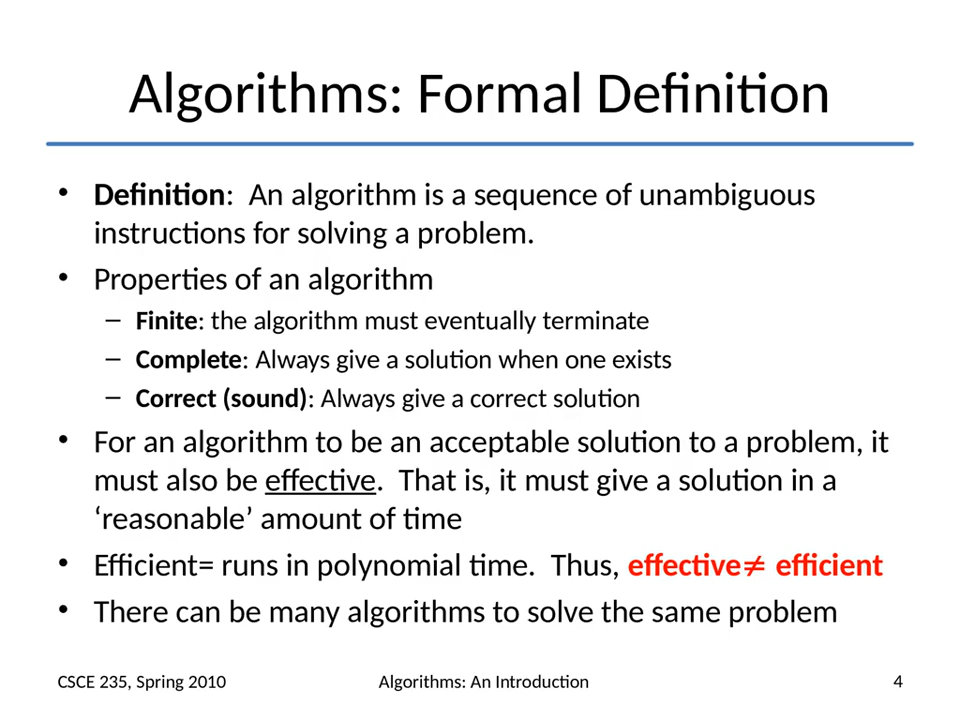 Algorithms: Formal Definition
• Definition:  An algorithm is a sequence of unambiguous
instructions for solving a problem.
• Properties of an algorithm
– Finite: the algorithm must eventually terminate
– Complete: Always give a solution when one exists
– Correct (sound): Always give a correct solution
• For an algorithm to be an acceptable solution to a problem, it
must also be effective.  That is, it must give a solution in a
‘reasonable’ amount of time
• Efficient= runs in polynomial time.  Thus, effective≠ efficient
• There can be many algorithms to solve the same problem
CSCE 235, Spring 2010 Algorithms: An Introduction 4